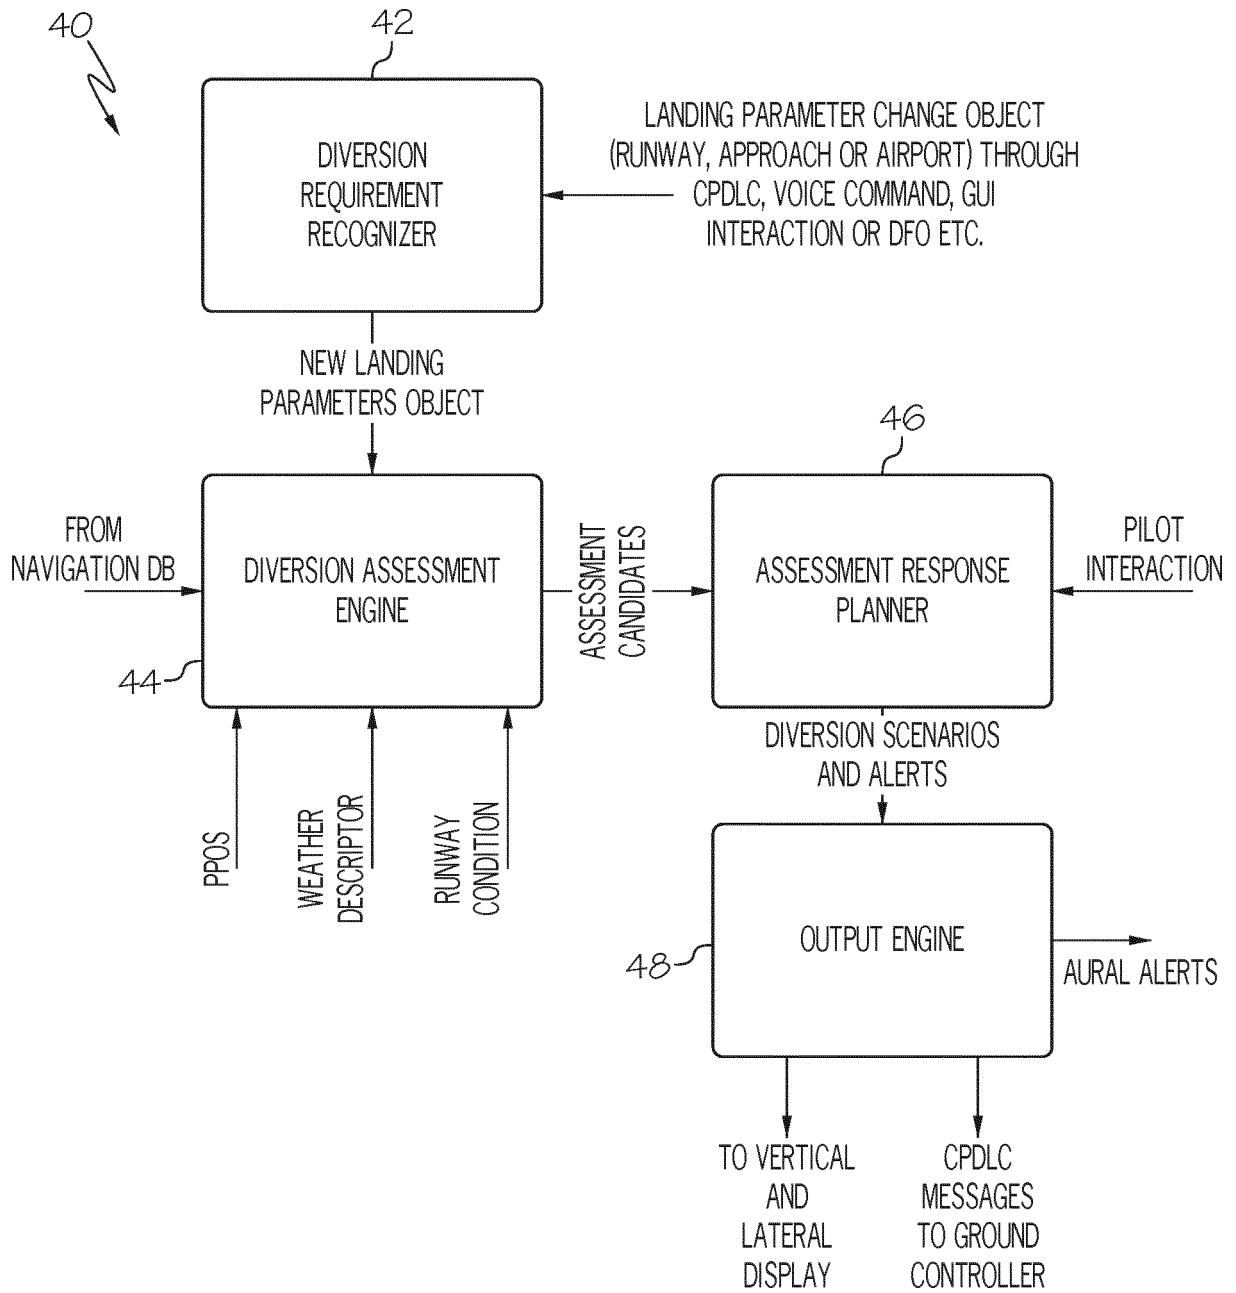 40
42
DIVERSION
REQUIREMENT
RECOGNIZER
LANDING PARAMETER CHANGE OBJECT
(RUNWAY, APPROACH OR AIRPORT) THROUGH
CPDLC, VOICE COMMAND, GUI
INTERACTION OR DFO ETC.
NEW LANDING
PARAMETERS OBJECT
FROM
NAVIGATION DB
44
DIVERSION ASSESSMENT
ENGINE
PPOS
WEATHER
DESCRIPTOR
RUNWAY
CONDITION
ASSESSMENT
CANDIDATES
46
ASSESSMENT RESPONSE
PLANNER
PILOT
INTERACTION
DIVERSION SCENARIOS
AND ALERTS
48
OUTPUT ENGINE
AURAL ALERTS
TO VERTICAL
AND
LATERAL
DISPLAY
CPDLC
MESSAGES
TO GROUND
CONTROLLER